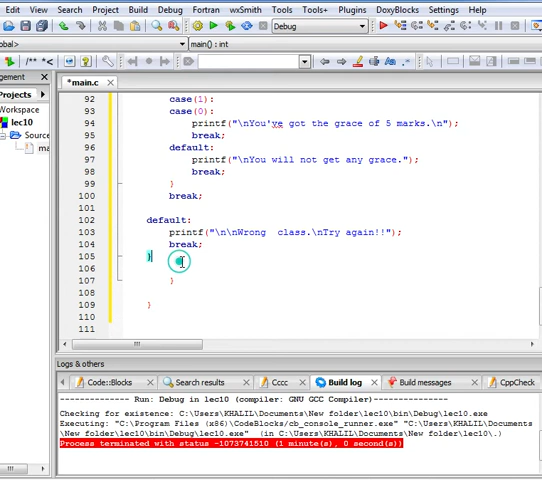 Edit View Search Project Build Debug Fortran wxSmith Tools Tools+ Plugins DoxyBlocks Settings Help
Debug
obal> main() : int
/** *<
Aa .*
gement *main.c
Projects
Workspace
lec10
Source
ma
92 case(1):
93 case(0):
94 printf("\nYou've got the grace of 5 marks.\n");
95 break;
96 default:
97 printf("\nYou will not get any grace.");
98 break;
99 }
100 break;
101
102 default:
103 printf("\n\nWrong class.\nTry again!!");
104 break;
105 }
106
107 }
108
109 }
110
111
Logs & others
Code::Blocks Search results Cccc Build log Build messages CppCheck
-------------- Run: Debug in lec10 (compiler: GNU GCC Compiler)---------------
Checking for existence: C:\Users\KHALIL\Documents\New folder\lec10\bin\Debug\lec10.exe
Executing: "C:\Program Files (x86)\CodeBlocks/cb_console_runner.exe" "C:\Users\KHALIL\Documents
\New folder\lec10\bin\Debug\lec10.exe" (in C:\Users\KHALIL\Documents\New folder\lec10\.)
Process terminated with status -1073741510 (1 minute(s), 0 second(s))